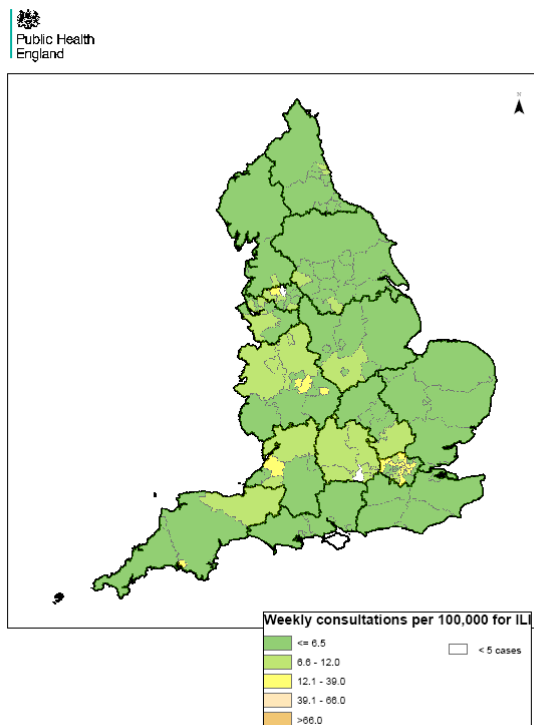 Public Health
England
N
Weekly consultations per 100,000 for ILI
<= 6.5
6.6 - 12.0
12.1 - 39.0
39.1 - 66.0
>66.0
< 5 cases